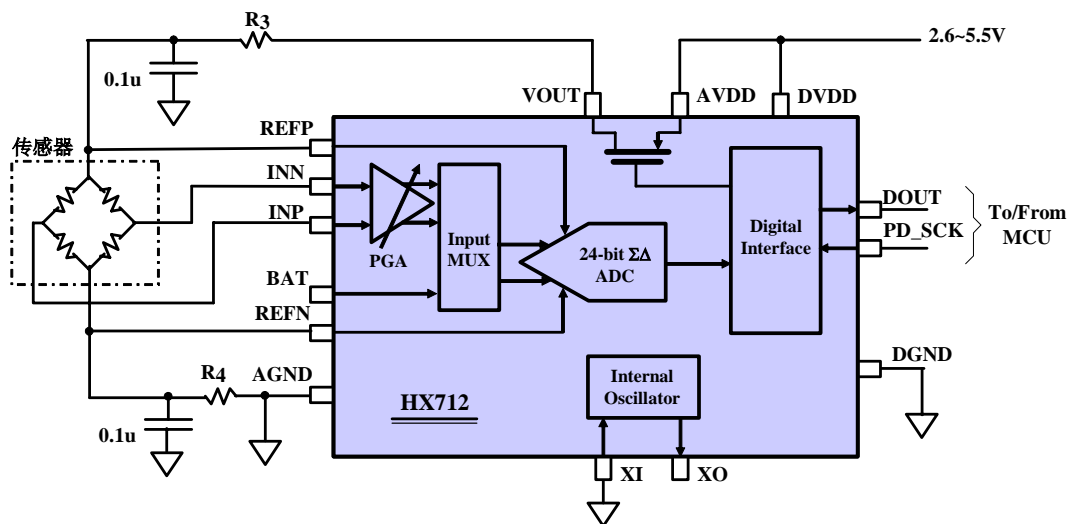 R3
2.6~5.5V
0.1u
VOUT
AVDD
DVDD
REFP
传感器
INN
INP
PGA
Input
MUX
24-bit ΣΔ
ADC
Digital
Interface
DOUT
PD_SCK
To/From
MCU
BAT
REFN
R4
AGND
0.1u
HX712
Internal
Oscillator
DGND
XI
XO